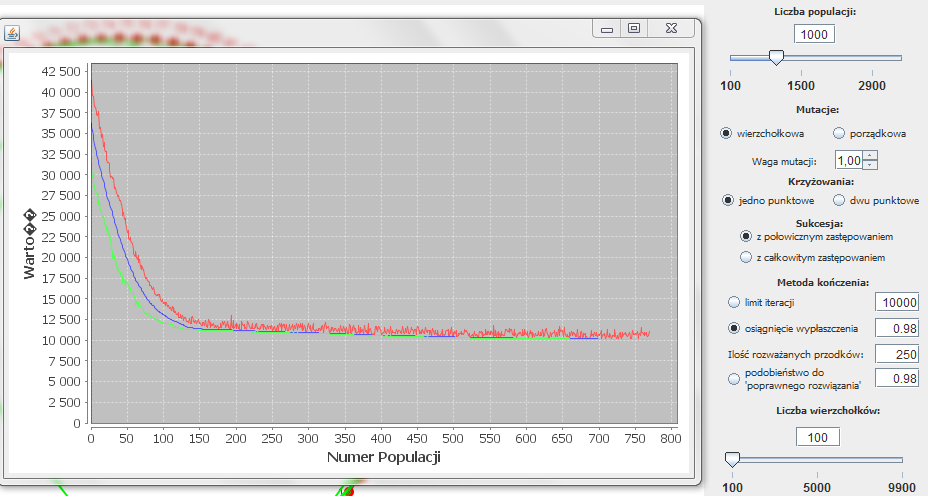 42 500
40 000
37 500
35 000
32 500
30 000
27 500
25 000
22 500
20 000
17 500
15 000
12 500
10 000
7 500
5 000
2 500
0
Warto��
0 50 100 150 200 250 300 350 400 450 500 550 600 650 700 750 800
Numer Populacji
Liczba populacji:
1000
100 1500 2900
Mutacje:
wierzchołkowa porządkowa
Waga mutacji: 1,00
Krzyżowania:
jedno punktowe dwu punktowe
Sukcesja:
z połowicznym zastępowaniem
z całkowitym zastępowaniem
Metoda kończenia:
limit iteracji 10000
osiągnięcie wypłaszczenia 0.98
Ilość rozważanych przodków: 250
podobieństwo do
'poprawnego rozwiązania' 0.98
Liczba wierzchołków:
100
100 5000 9900